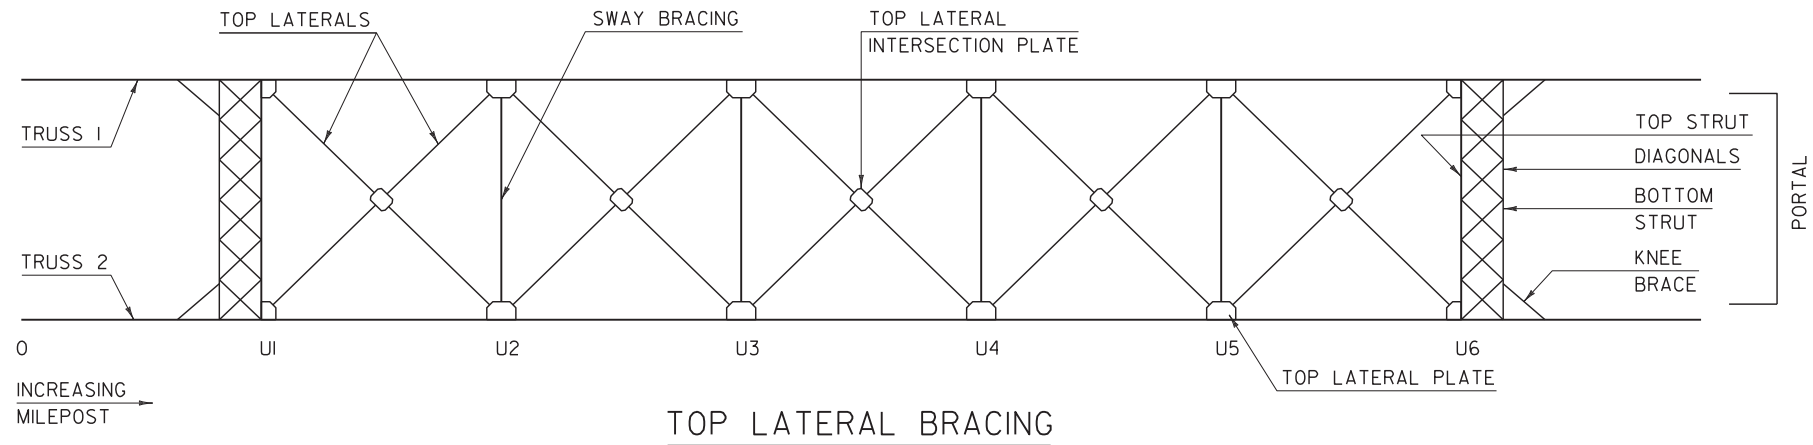 TOP LATERALS
SWAY BRACING
TOP LATERAL
INTERSECTION PLATE
TRUSS 1
TOP STRUT
DIAGONALS
BOTTOM
STRUT
PORTAL
TRUSS 2
KNEE
BRACE
0 U1 U2 U3 U4 U5 U6
TOP LATERAL PLATE
INCREASING
MILEPOST
TOP LATERAL BRACING